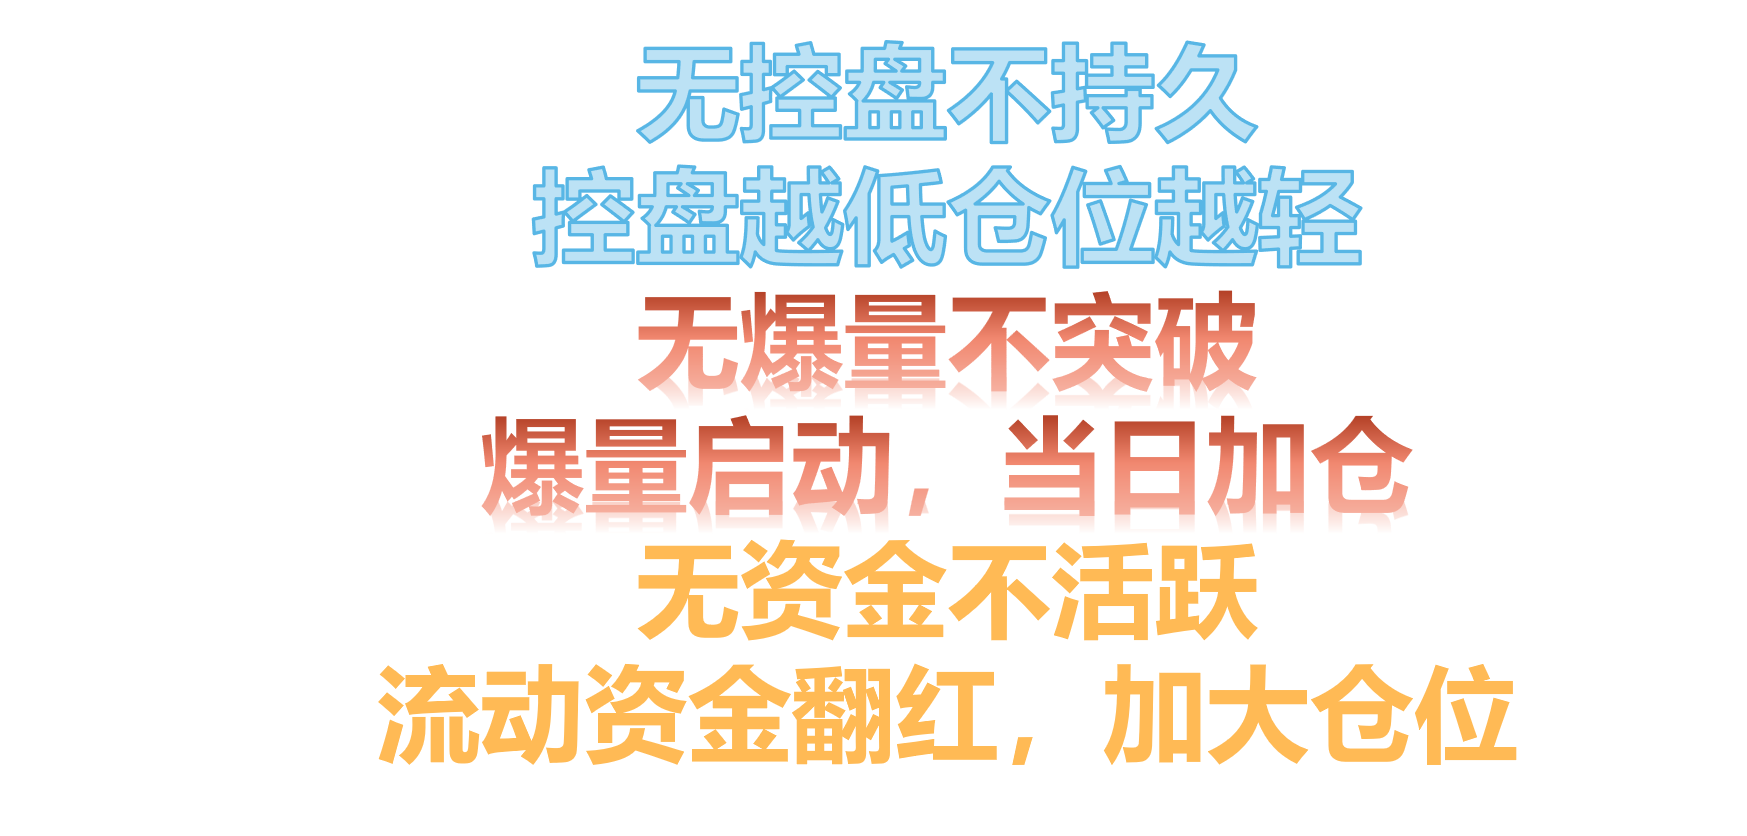 无控盘不持久
控盘越低仓位越轻
无爆量不突破
爆量启动，当日加仓
无资金不活跃
流动资金翻红，加大仓位